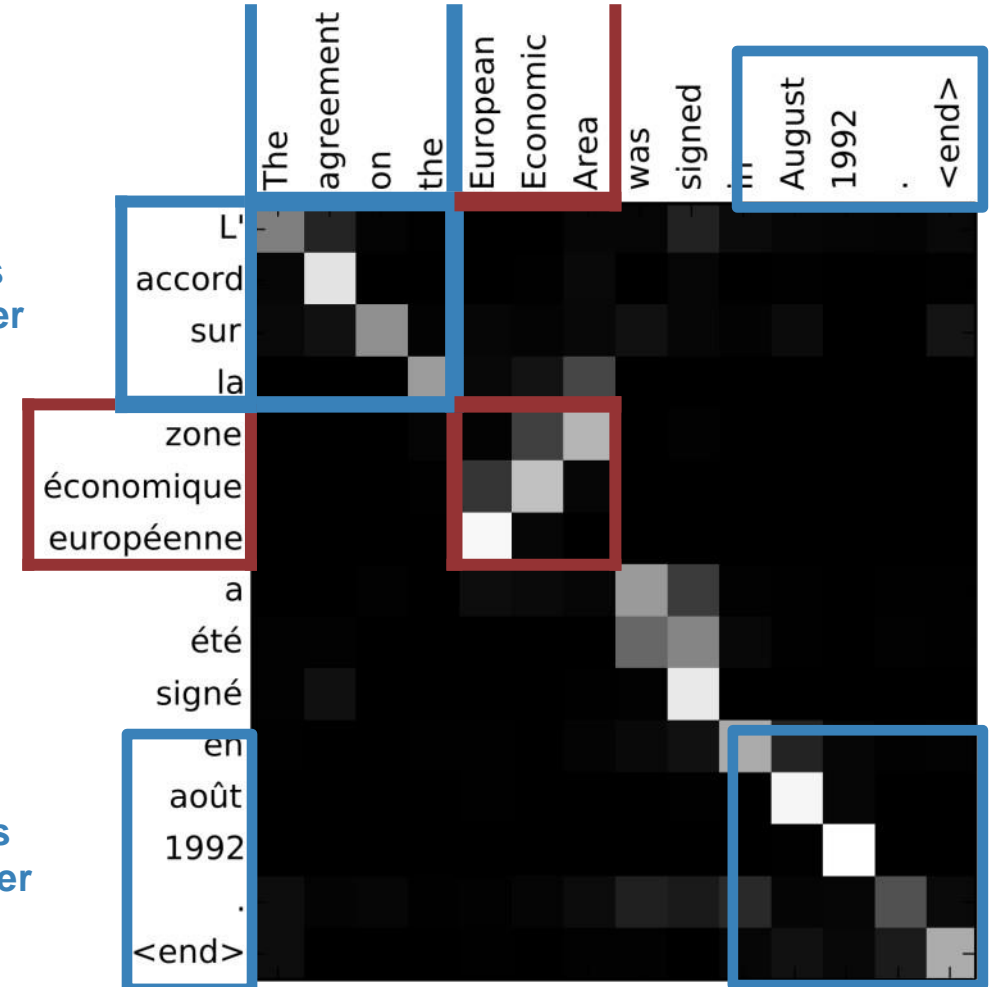 The
agreement
on
the
European
Economic
Area
was
signed
in
August
1992
.
<end>
L'
accord
sur
la
zone
économique
européenne
a
été
signé
en
août
1992
.
<end>